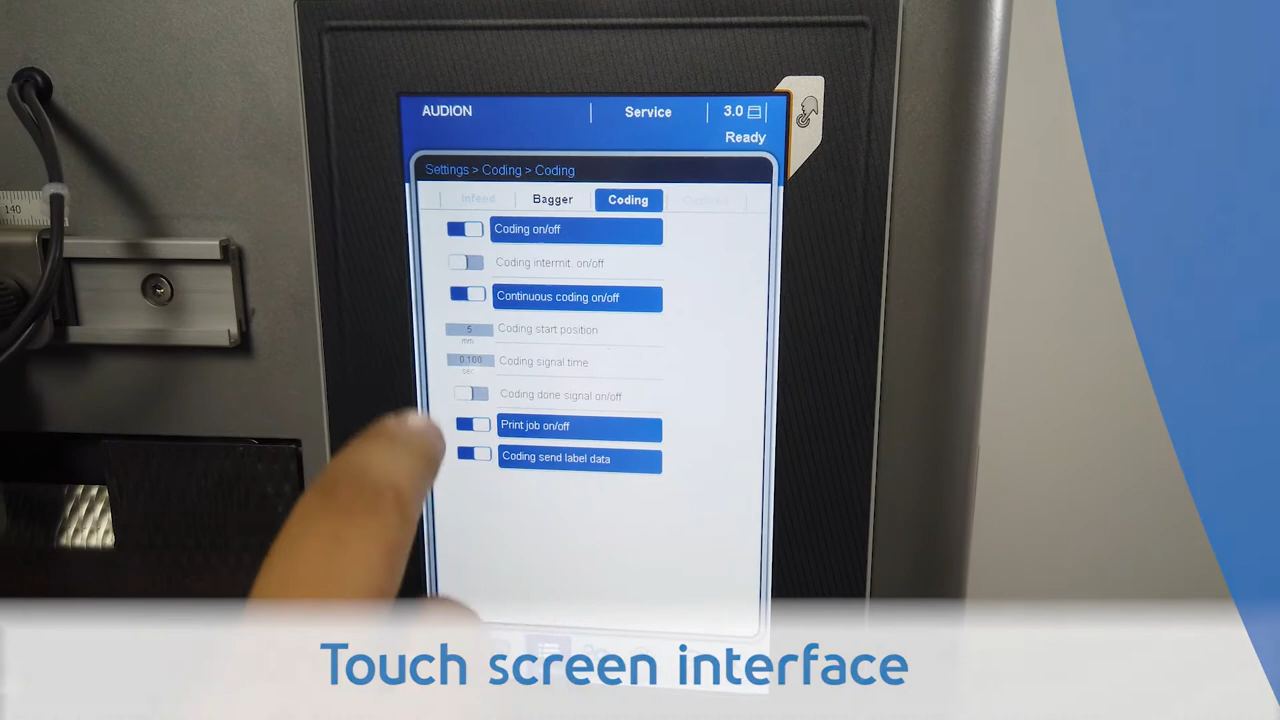 AUDION
Service
3.0
Ready
Settings > Coding > Coding
Infeed Bagger Coding
Coding on/off
Coding intermit. on/off
Continuous coding on/off
5 Coding start position
mm
0.100 Coding signal time
sec
Coding done signal on/off
Print job on/off
Coding send label data
140
Touch screen interface